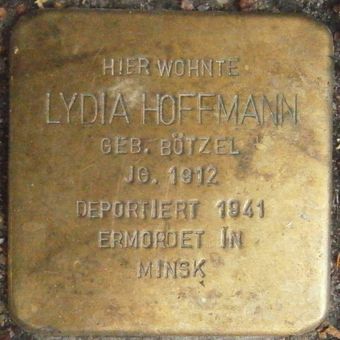 HIER WOHNTE
LYDIA HOFFMANN
GEB. BÖTZEL
JG. 1912
DEPORTIERT 1941
ERMORDET IN
MINSK